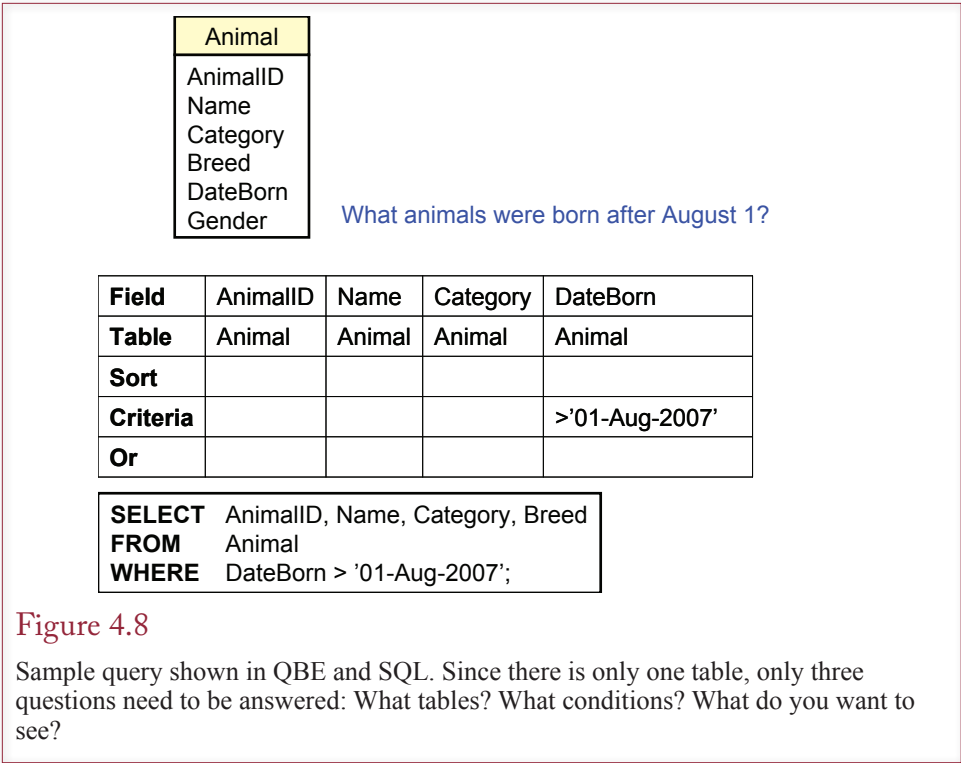 Animal
AnimalID
Name
Category
Breed
DateBorn
Gender
What animals were born after August 1?
Field AnimalID Name Category DateBorn
Table Animal Animal Animal Animal
Sort
Criteria >'01-Aug-2007’
Or
SELECT AnimalID, Name, Category, Breed
FROM Animal
WHERE DateBorn > ’01-Aug-2007’;
Figure 4.8
Sample query shown in QBE and SQL. Since there is only one table, only three
questions need to be answered: What tables? What conditions? What do you want to
see?